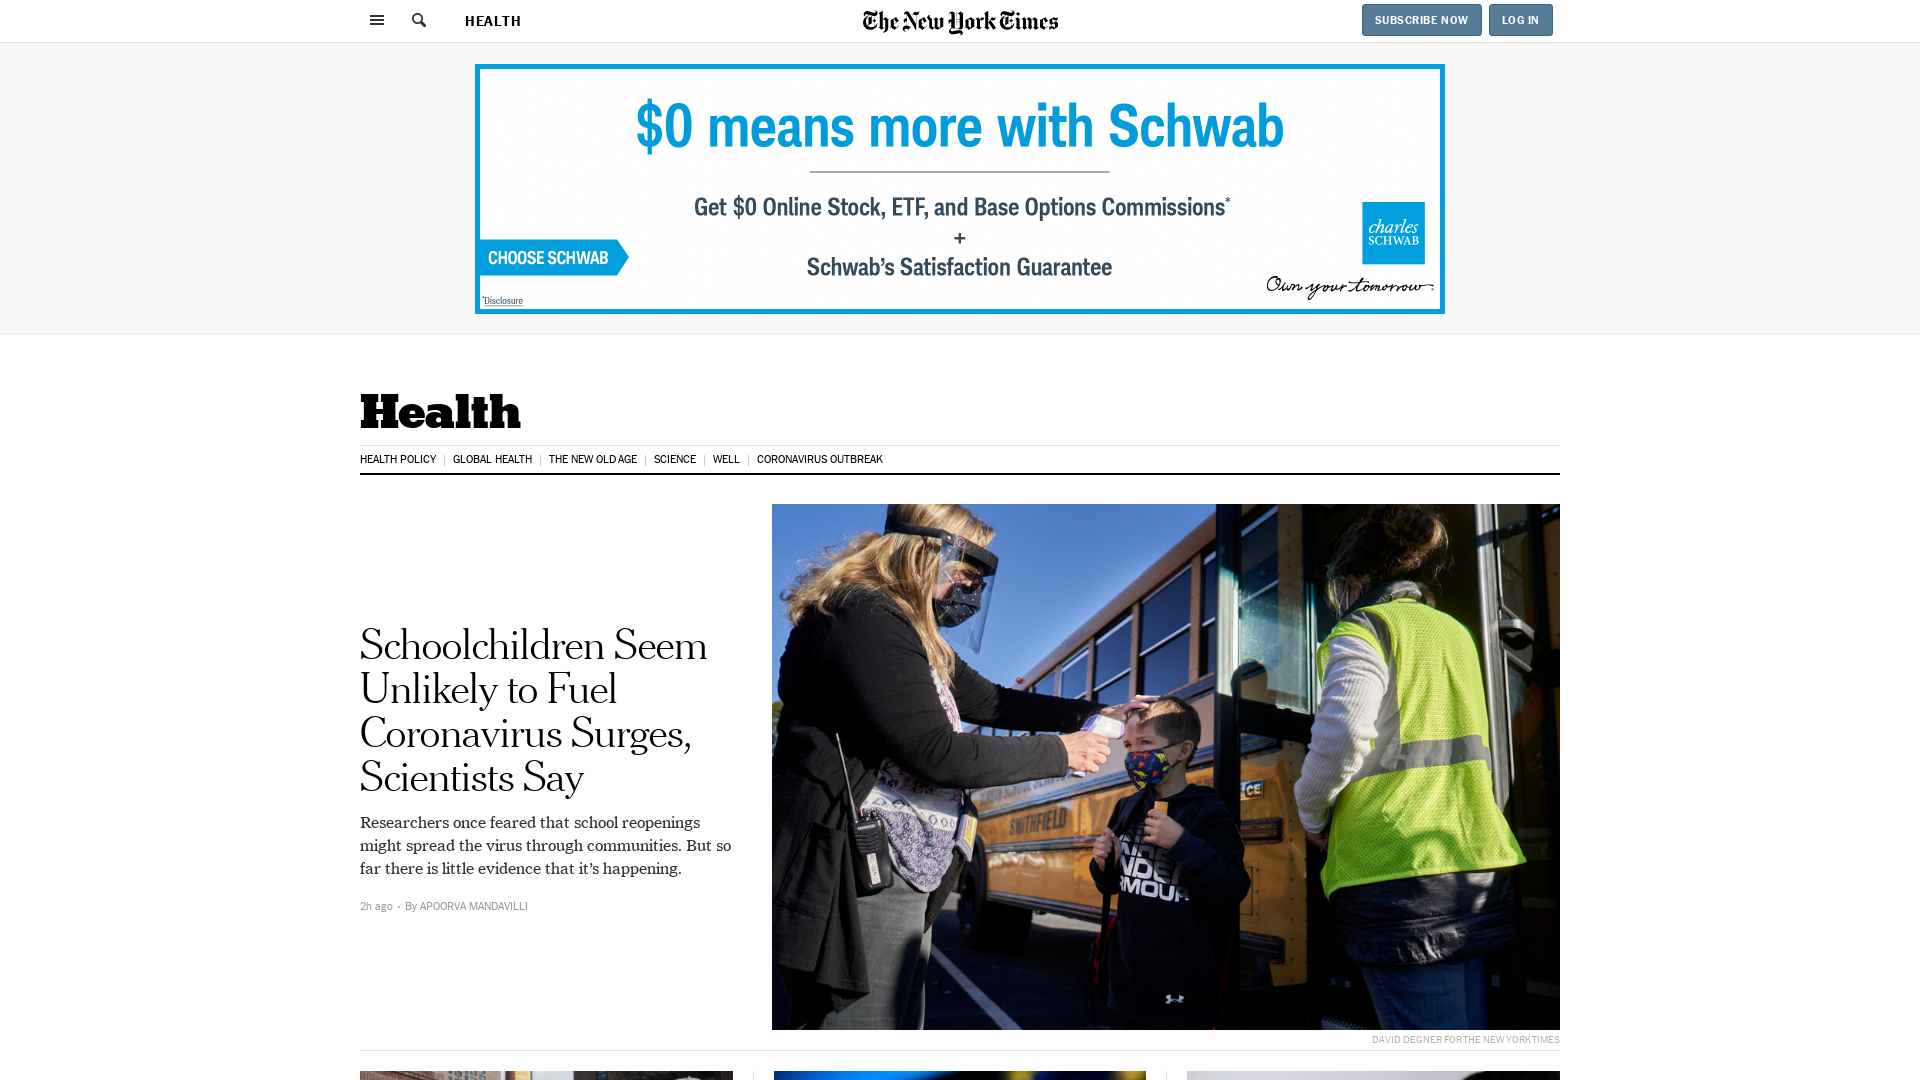 HEALTH
The New York Times
SUBSCRIBE NOW
LOG IN
$0 means more with Schwab
Get $0 Online Stock, ETF, and Base Options Commissions*
+
Schwab's Satisfaction Guarantee
CHOOSE SCHWAB
*Disclosure
charles
SCHWAB
Own your tomorrow
Health
HEALTH POLICY
GLOBAL HEALTH
THE NEW OLD AGE
SCIENCE
WELL
CORONAVIRUS OUTBREAK
Schoolchildren Seem
Unlikely to Fuel
Coronavirus Surges,
Scientists Say
Researchers once feared that school reopenings
might spread the virus through communities. But so
far there is little evidence that it's happening.
2h ago • By APOORVA MANDAVILLI
SMITHFIELD
CE
UNDER
ARMOUR
DAVID DEGNER FOR THE NEW YORK TIMES